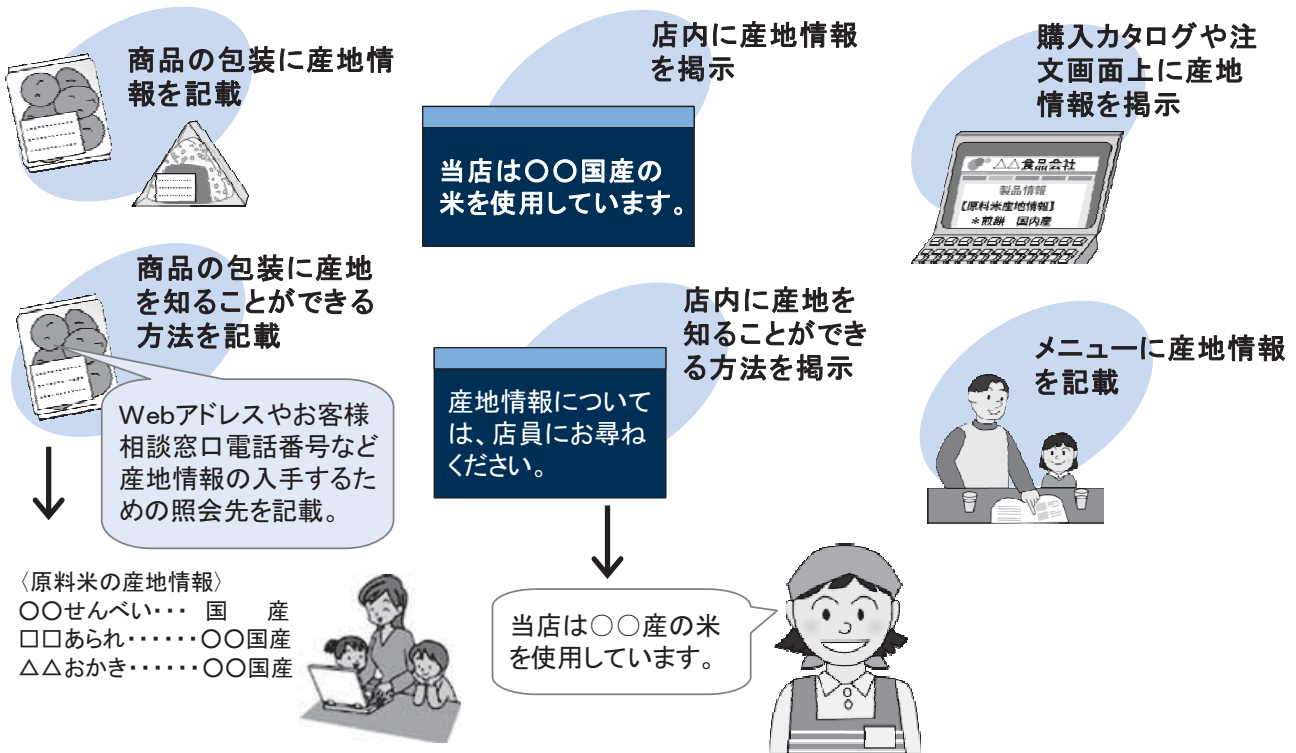 商品の包装に産地情
報を記載
店内に産地情報
を掲示
当店は〇〇国産の
米を使用しています。
購入カタログや注
文画面上に産地
情報を掲示
△△食品会社
製品情報
【原料米産地情報】
＊煎餅　国内産
商品の包装に産地
を知ることができる
方法を記載
Ｗｅｂアドレスやお客様
相談窓口電話番号など
産地情報の入手するた
めの照会先を記載。
〈原料米の産地情報〉
〇〇せんべい・・・　国　　産
□□あられ・・・・・・〇〇国産
△△おかき・・・・・・〇〇国産
店内に産地を
知ることができ
る方法を掲示
産地情報について
は、店員にお尋ね
ください。
当店は○○産の米
を使用しています。
メニューに産地情報
を記載